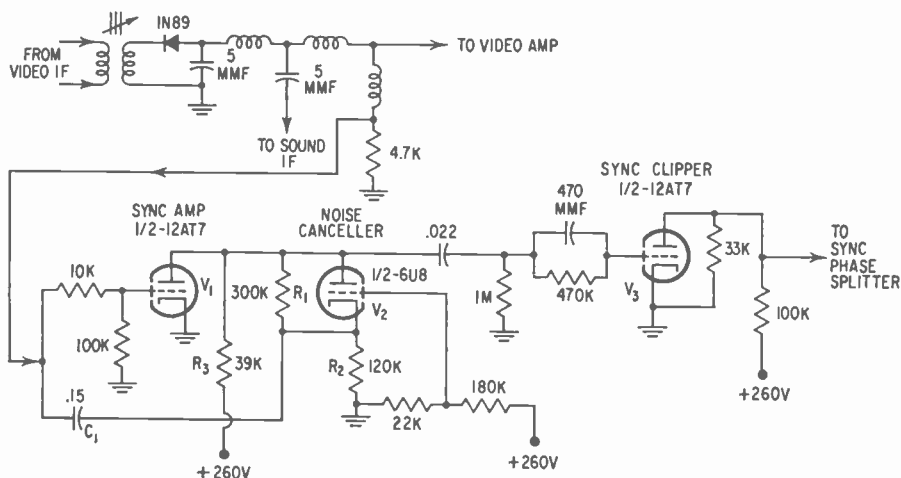 1N89
FROM
VIDEO IF
5
MMF
5
MMF
TO VIDEO AMP
TO SOUND
IF
4.7K
SYNC AMP
1/2-12AT7
NOISE
CANCELLER
1/2-6U8
SYNC CLIPPER
1/2-12AT7
470
MMF
.022
10K
V1
300K
R1
V2
1M
470K
V3
33K
TO
SYNC
PHASE
SPLITTER
100K
100K
R3
39K
R2
120K
22K
180K
.15
C1
+260V
+260V
+260V